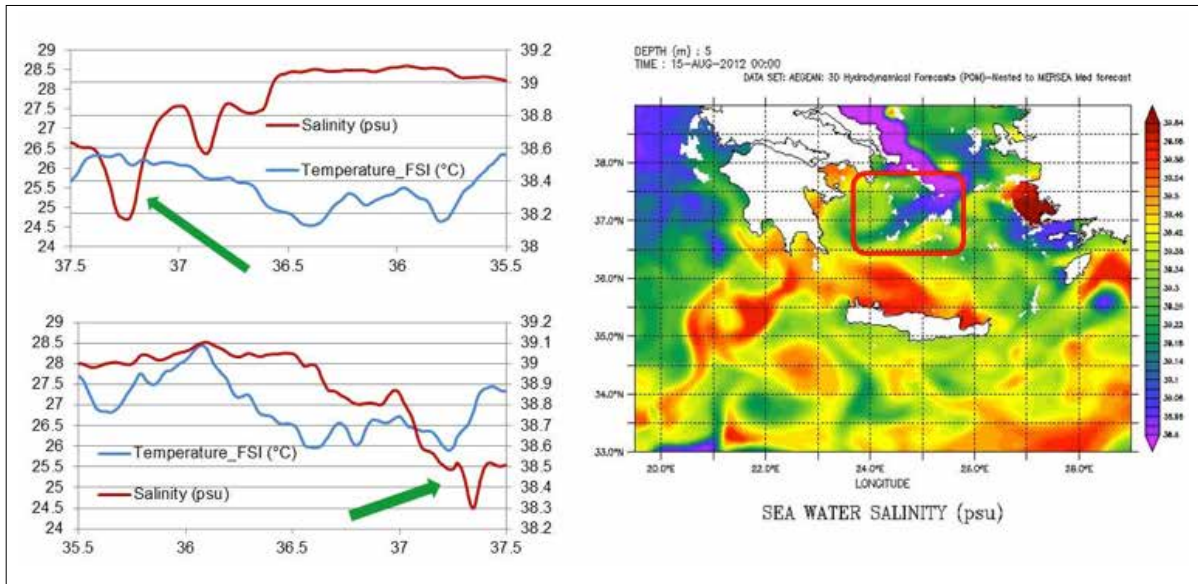 29
28.5
28
27.5
27
26.5
26
25.5
25
24.5
24
39.2
39
38.8
38.6
38.4
38.2
38
Salinity (psu)
Temperature_FSI (°C)
37.5 37 36.5 36 35.5
29
28.5
28
27.5
27
26.5
26
25.5
25
24.5
24
39.2
39.1
39
38.9
38.8
38.7
38.6
38.5
38.4
38.3
38.2
Temperature_FSI (°C)
Salinity (psu)
35.5 36 36.5 37 37.5
DEPTH (m) : 5
TIME : 15-AUG-2012 00:00
DATA SET: AEGEAN: 3D Hydrodynamical Forecasts (POM)-Nested to MERSEA Med forecast
38.0°N
37.0°N
36.0°N
35.0°N
34.0°N
33.0°N
20.0°E 22.0°E 24.0°E 26.0°E 28.0°E
LONGITUDE
SEA WATER SALINITY (psu)